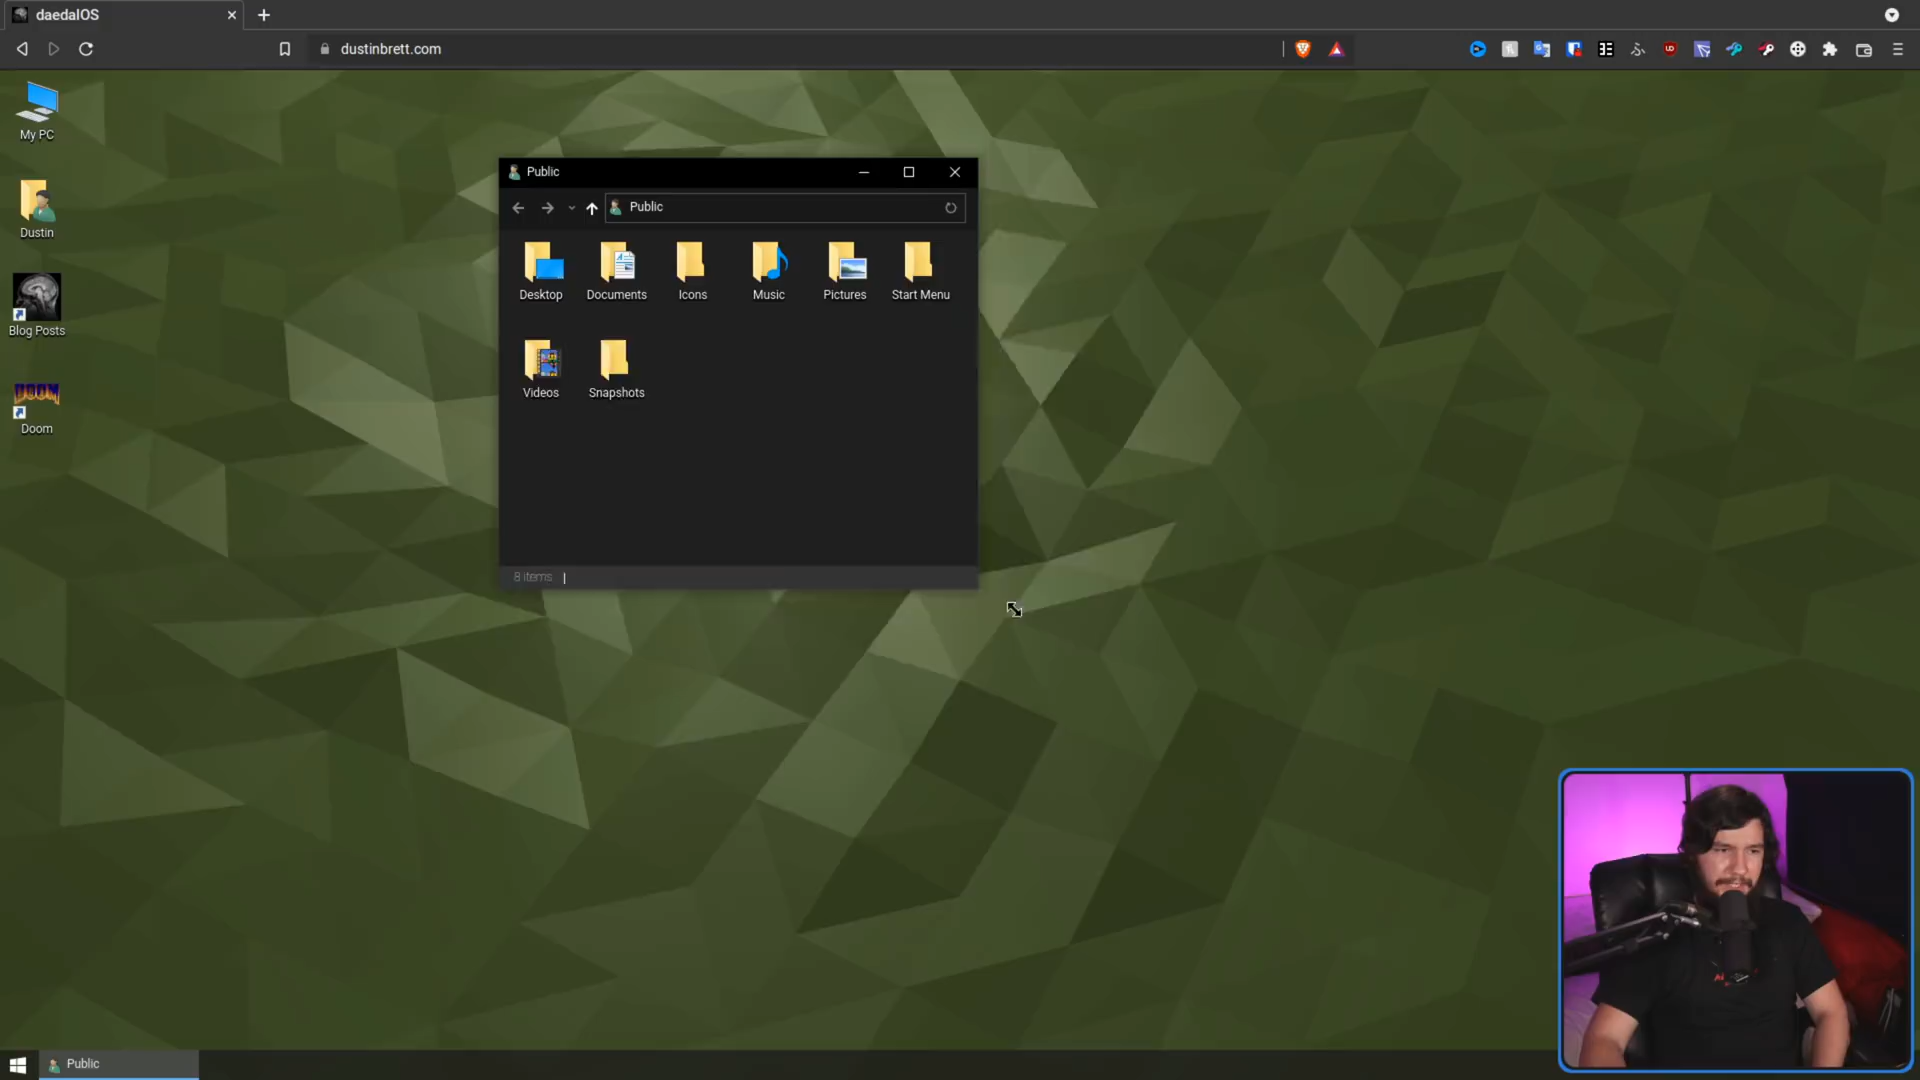 daedalOS
dustinbrett.com
My PC
Dustin
Blog Posts
DOOM
Doom
Public
Public
Desktop
Documents
Icons
Music
Pictures
Start Menu
Videos
Snapshots
8 items
Public